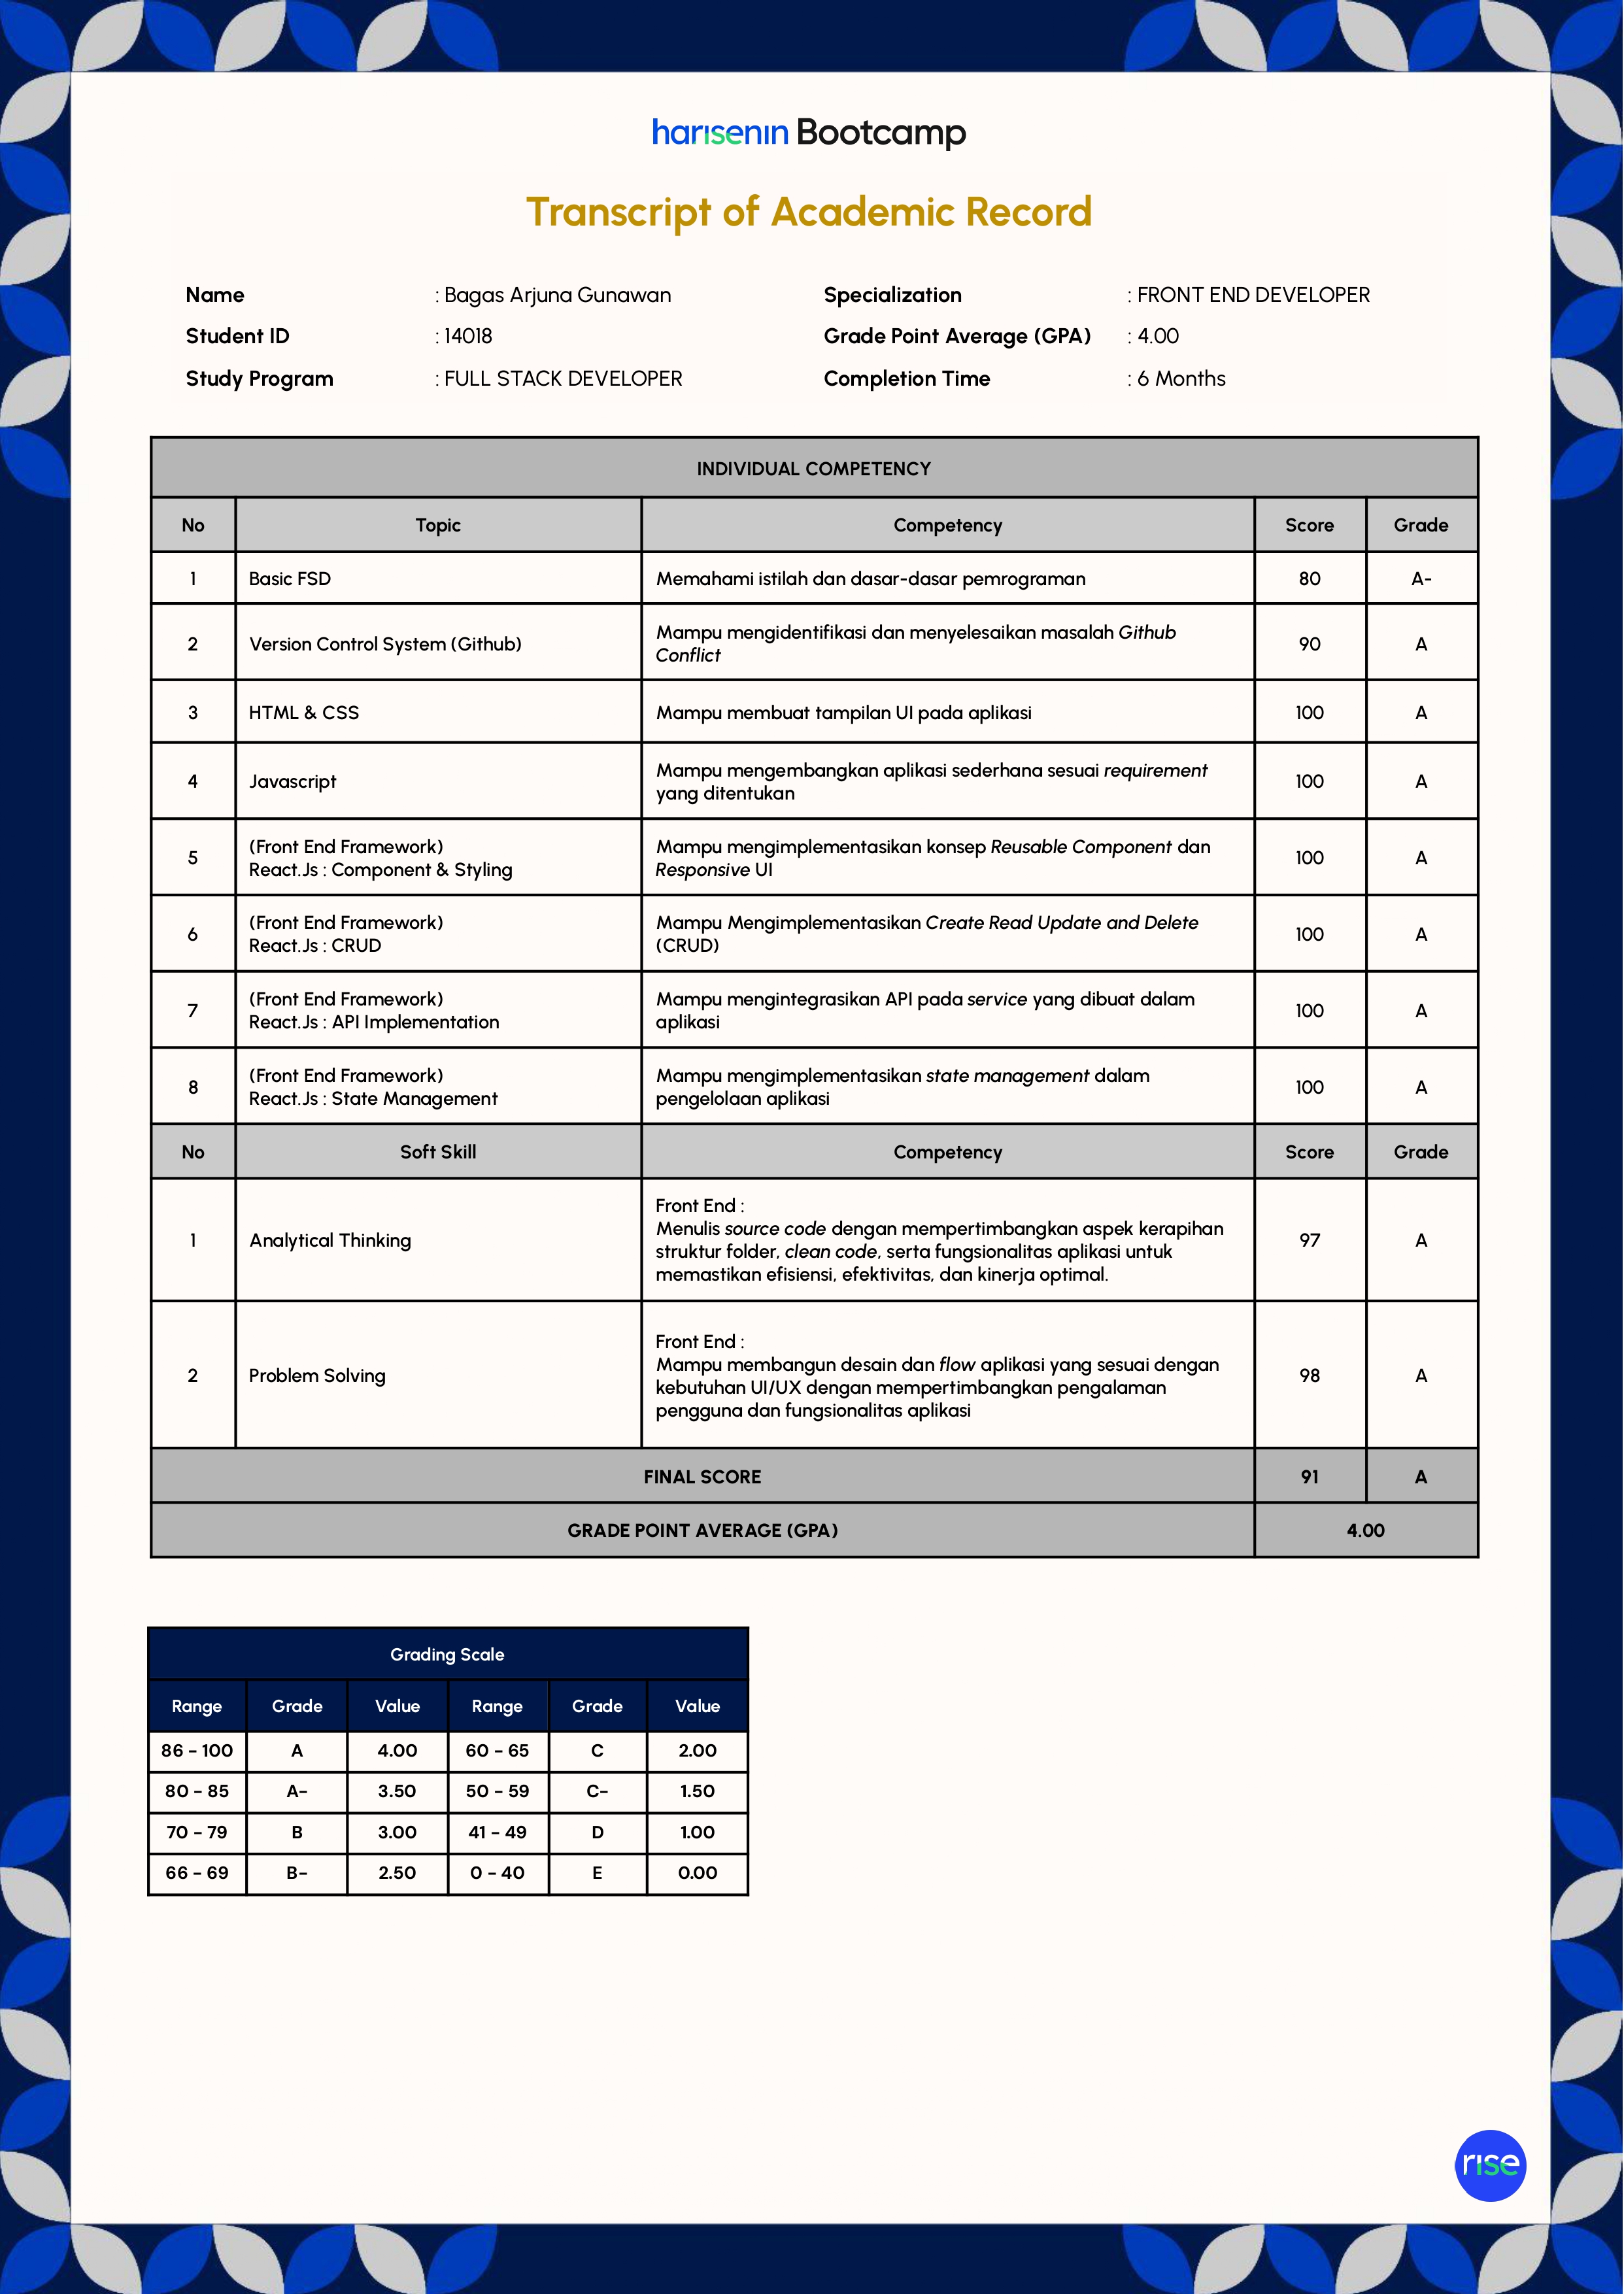 harisenin Bootcamp
Transcript of Academic Record
Name : Bagas Arjuna Gunawan Specialization : FRONT END DEVELOPER
Student ID : 14018 Grade Point Average (GPA) : 4.00
Study Program : FULL STACK DEVELOPER Completion Time : 6 Months
INDIVIDUAL COMPETENCY
No Topic Competency Score Grade
1 Basic FSD Memahami istilah dan dasar-dasar pemrograman 80 A-
2 Version Control System (Github) Mampu mengidentifikasi dan menyelesaikan masalah Github
Conflict 90 A
3 HTML & CSS Mampu membuat tampilan UI pada aplikasi 100 A
4 Javascript Mampu mengembangkan aplikasi sederhana sesuai requirement
yang ditentukan 100 A
5 (Front End Framework)
React.Js : Component & Styling Mampu mengimplementasikan konsep Reusable Component dan
Responsive UI 100 A
6 (Front End Framework)
React.Js : CRUD Mampu Mengimplementasikan Create Read Update and Delete
(CRUD) 100 A
7 (Front End Framework)
React.Js : API Implementation Mampu mengintegrasikan API pada service yang dibuat dalam
aplikasi 100 A
8 (Front End Framework)
React.Js : State Management Mampu mengimplementasikan state management dalam
pengelolaan aplikasi 100 A
No Soft Skill Competency Score Grade
1 Analytical Thinking Front End :
Menulis source code dengan mempertimbangkan aspek kerapihan
struktur folder, clean code, serta fungsionalitas aplikasi untuk
memastikan efisiensi, efektivitas, dan kinerja optimal. 97 A
2 Problem Solving Front End :
Mampu membangun desain dan flow aplikasi yang sesuai dengan
kebutuhan UI/UX dengan mempertimbangkan pengalaman
pengguna dan fungsionalitas aplikasi 98 A
FINAL SCORE 91 A
GRADE POINT AVERAGE (GPA) 4.00
Grading Scale
Range Grade Value Range Grade Value
86 - 100 A 4.00 60 - 65 C 2.00
80 - 85 A- 3.50 50 - 59 C- 1.50
70 - 79 B 3.00 41 - 49 D 1.00
66 - 69 B- 2.50 0 - 40 E 0.00
rise